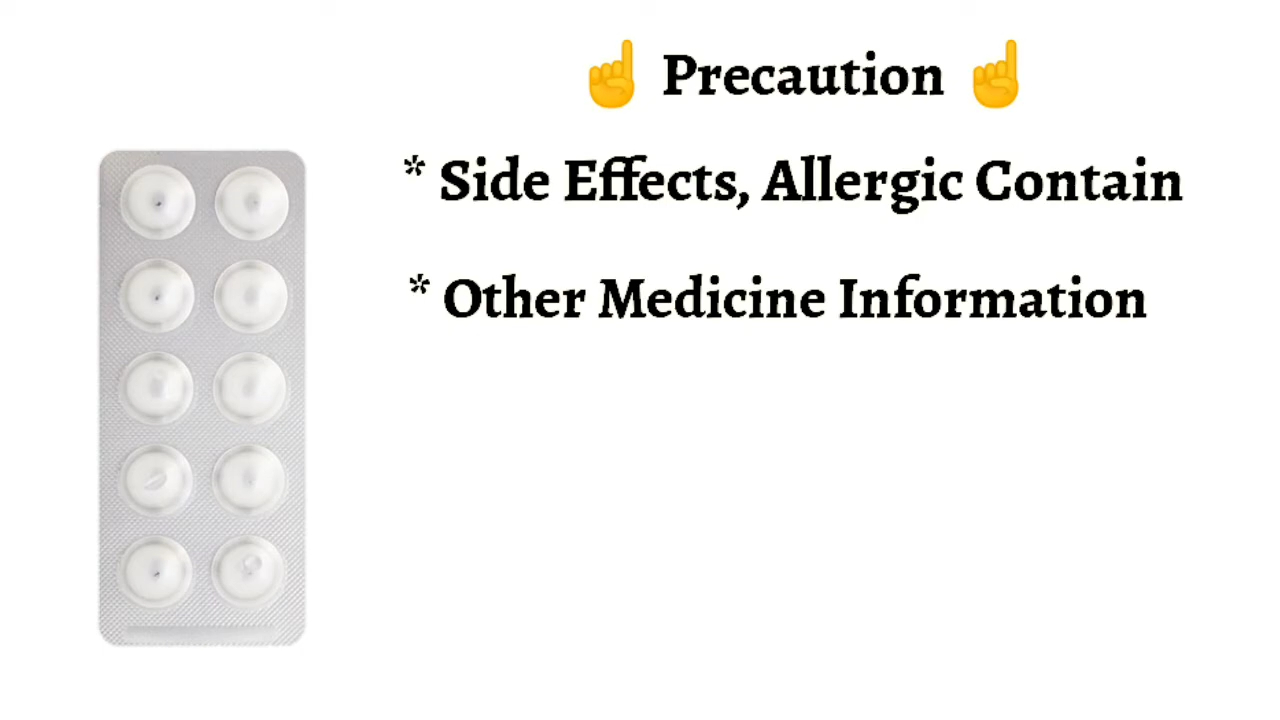 ☝️ Precaution ☝️
* Side Effects, Allergic Contain
* Other Medicine Information